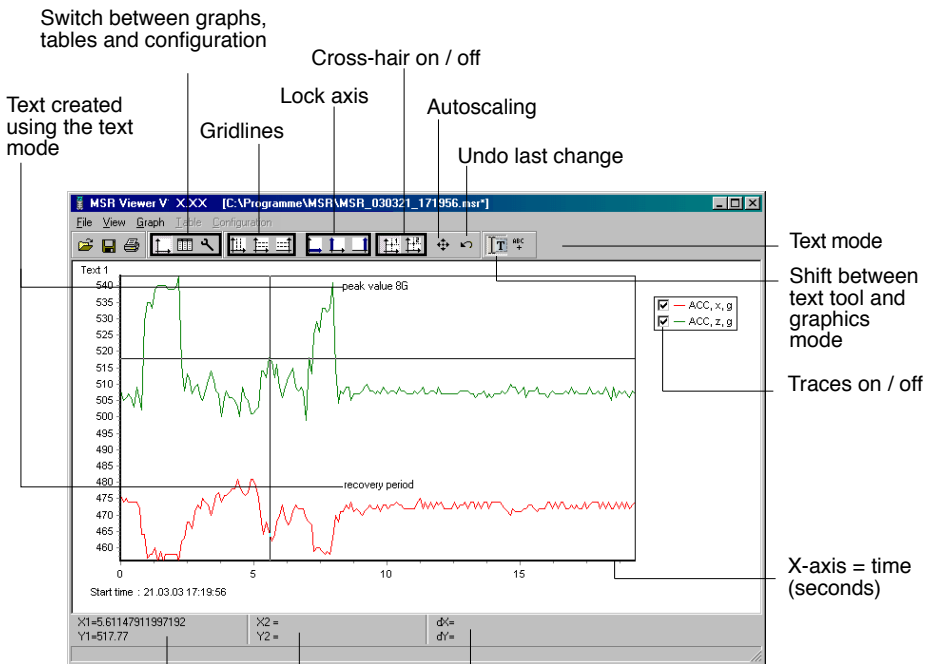 Switch between graphs,
tables and configuration
Cross-hair on / off
Lock axis
Text created
using the text
mode
Gridlines
Autoscaling
Undo last change
MSR Viewer V X.XX [C:\Programme\MSR\MSR_030321_171956.msr*]
File View Graph Table Configuration
T ABC
Text mode
Shift between
text tool and
graphics
mode
Traces on / off
Text 1
540
535
530
525
520
515
510
505
500
495
490
485
480
475
470
465
460
peak value 8G
recovery period
ACC, x, g
ACC, z, g
0 5 10 15
Start time : 21.03.03 17:19:56
X-axis = time
(seconds)
X1=5.61147911997192 X2 = dX=
Y1=517.77 Y2 = dY=